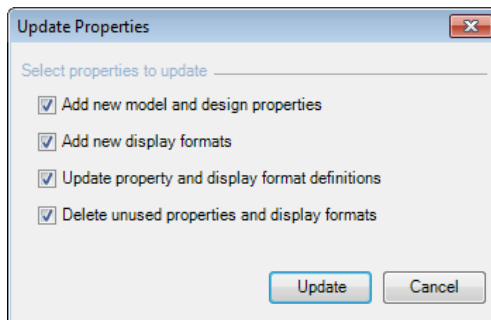 Update Properties
Select properties to update
Add new model and design properties
Add new display formats
Update property and display format definitions
Delete unused properties and display formats
Update Cancel